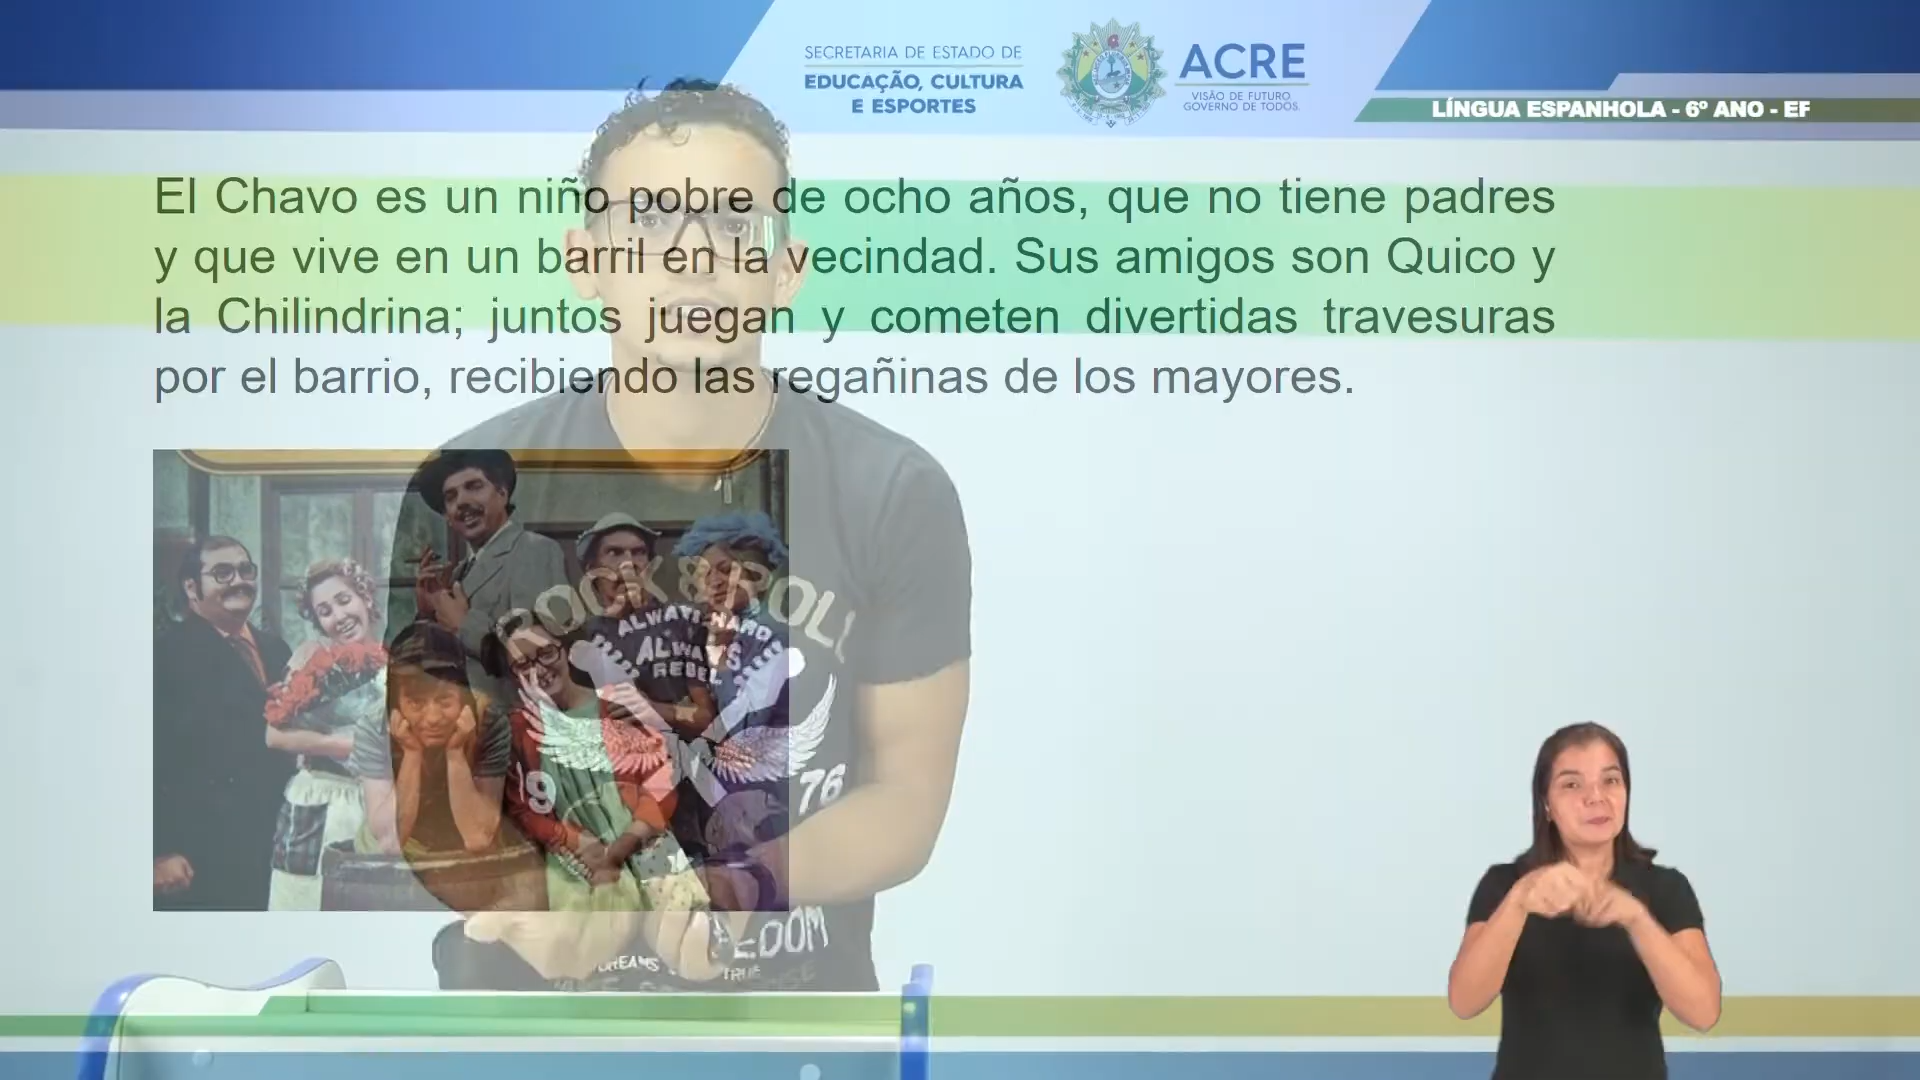 SECRETARIA DE ESTADO DE
EDUCAÇÃO, CULTURA
E ESPORTES
ACRE
VISÃO DE FUTURO
GOVERNO DE TODOS.
LÍNGUA ESPANHOLA - 6º ANO - EF
El Chavo es un niño pobre de ocho años, que no tiene padres
y que vive en un barril en la vecindad. Sus amigos son Quico y
la Chilindrina; juntos juegan y cometen divertidas travesuras
por el barrio, recibiendo las regañinas de los mayores.
ROCK & ROLL
ALWAYS HARD
ALWAYS
REBEL
19 76